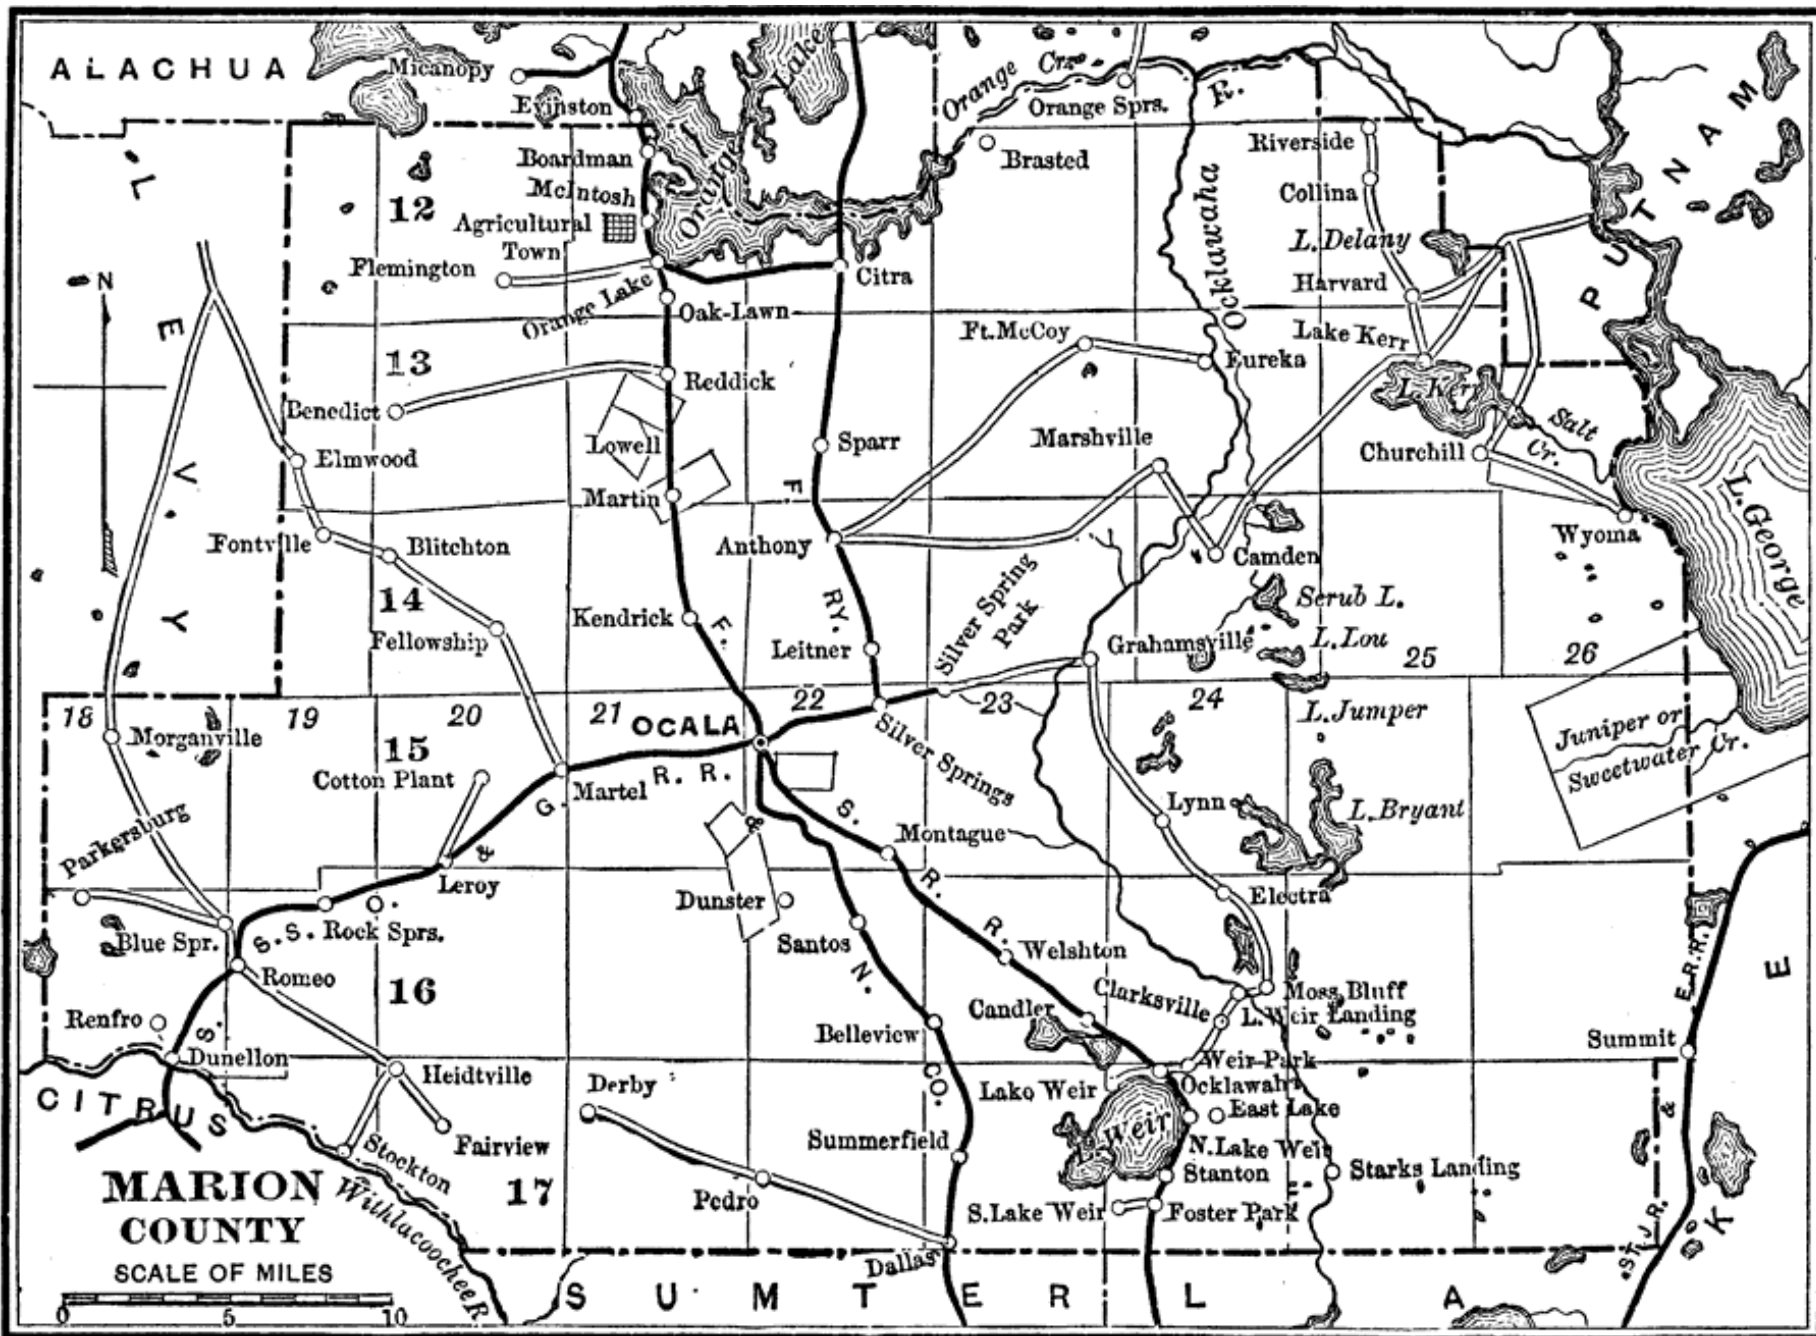 ALACHUA
Micanopy
Evinston
Lake
Orange
Cr.
Orange Sprs.
R.
Boardman
McIntosh
Agricultural
Town
Orange
Brasted
Ocklawaha
Riverside
Collina
L. Delany
PUTNAM
12
Flemington
Orange Lake
Citra
Harvard
Oak-Lawn
N
LEVY
13
Reddick
Ft. McCoy
Eureka
Lake Kerr
L. Kerr
Benedict
Elmwood
Lowell
Sparr
Marshville
Churchill
Salt
Cr.
L. George
Martin
F.
Fontville
Blitchton
Anthony
Camden
Wyoma
14
Silver Spring
Park
Scrub L.
Fellowship
Kendrick
F.
RY.
Leitner
Grahamsville
L. Lou
25
26
18
19
20
21
22
23
24
OCALA
L. Jumper
Juniper or
Sweetwater Cr.
Morganville
15
Cotton Plant
G.
Martel
R. R.
Silver Springs
Parkersburg
&
S.
Montague
Lynn
L. Bryant
Leroy
&
Dunster
R.
Electra
Blue Spr.
S. S.
Rock Sprs.
Santos
R.
Welshton
Romeo
16
N.
Clarksville
Moss Bluff
E.R.R.
E
Renfro
S.
Candler
L. Weir Landing
Belleview
Summit
Dunellon
Heidtville
Derby
CO.
Weir Park
Lake Weir
Ocklawaha
CITRUS
East Lake
&
Fairview
Summerfield
L. Weir
N. Lake Weir
Stockton
Stanton
Starks Landing
MARION
COUNTY
17
Pedro
S. Lake Weir
Foster Park
Withlacoochee R.
ST. J. R.
K
SCALE OF MILES
Dallas
SUMTER
LA
0 5 10